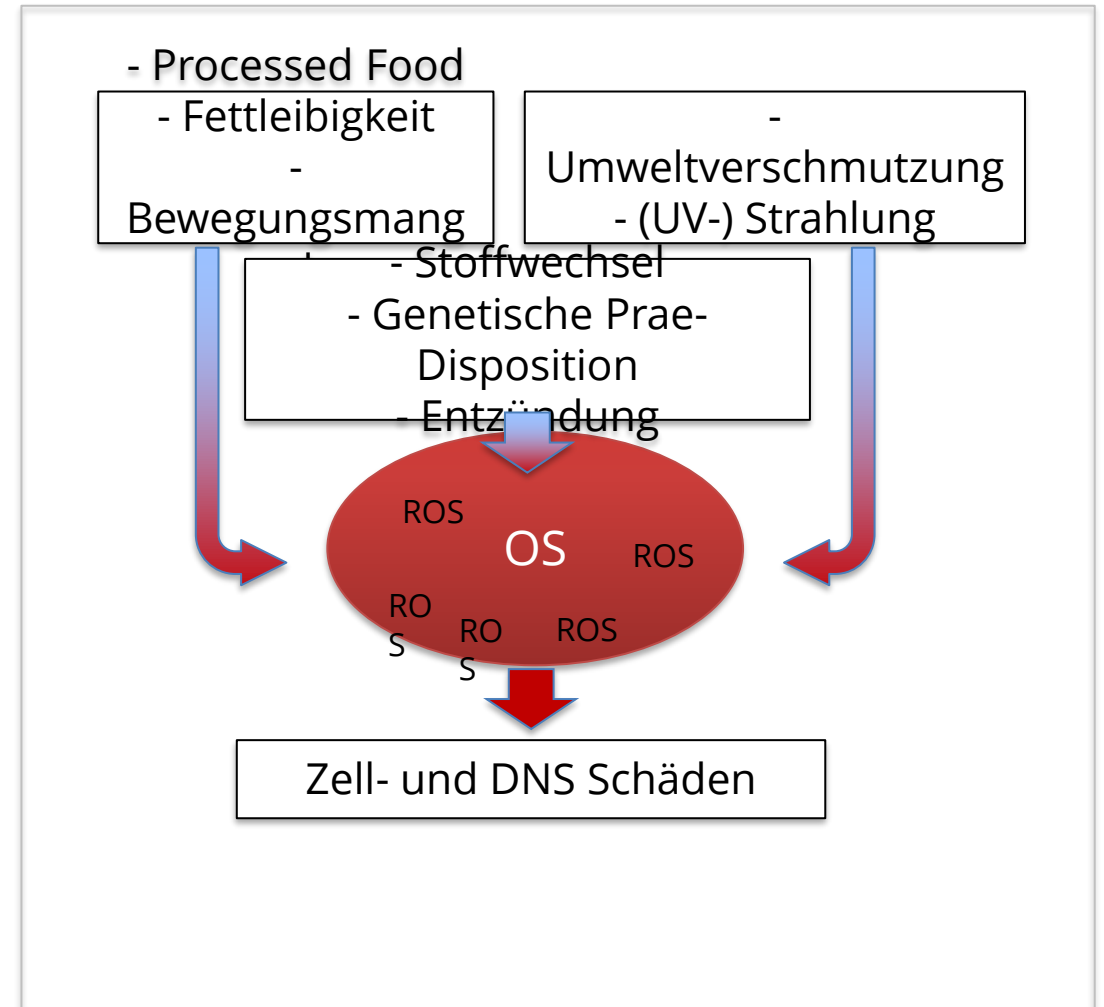 - Processed Food
- Fettleibigkeit
-
Bewegungsmang
-
Umweltverschmutzung
- (UV-) Strahlung
- Stoffwechsel
- Genetische Prae-
Disposition
- Entzündung
ROS
OS
ROS
RO
S
RO
S
ROS
Zell- und DNS Schäden